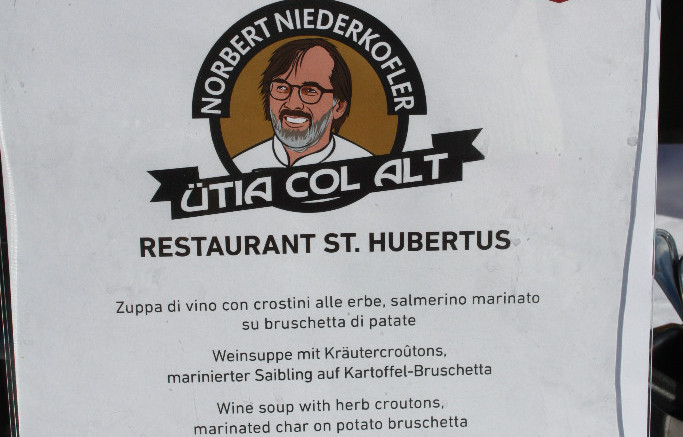 NORBERT NIEDERKOFLER
ÜTIA COL ALT
RESTAURANT ST. HUBERTUS
Zuppa di vino con crostini alle erbe, salmerino marinato
su bruschetta di patate
Weinsuppe mit Kräutercroûtons,
marinierter Saibling auf Kartoffel-Bruschetta
Wine soup with herb croutons,
marinated char on potato bruschetta